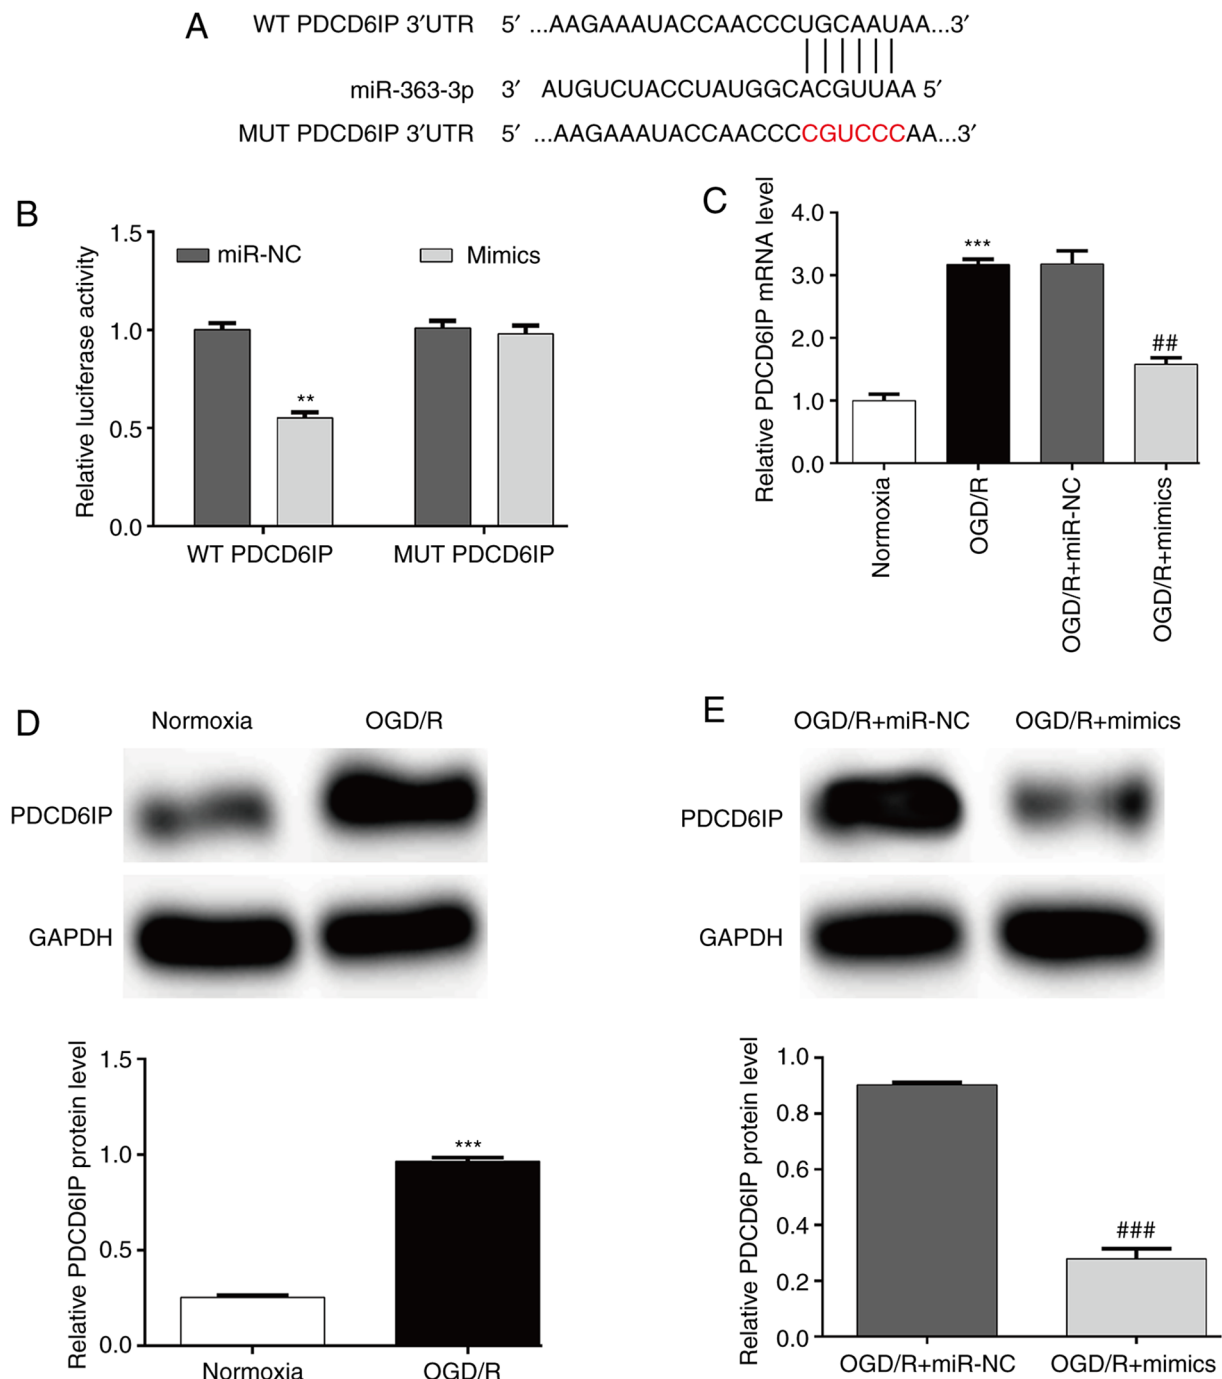 A
WT PDCD6IP 3′UTR 5′ ...AAGAAAUACCAACCCUGCAAUAA...3′
miR-363-3p 3′ AUGUCUACCUAUGGCACGUUAA 5′
MUT PDCD6IP 3′UTR 5′ ...AAGAAAUACCAACCCCGUCCCAA...3′
B
Relative luciferase activity
1.5
1.0
0.5
0.0
miR-NC
Mimics
**
WT PDCD6IP
MUT PDCD6IP
C
Relative PDCD6IP mRNA level
4.0
3.0
2.0
1.0
0.0
***
##
Normoxia
OGD/R
OGD/R+miR-NC
OGD/R+mimics
D
Normoxia OGD/R
PDCD6IP
GAPDH
Relative PDCD6IP protein level
1.5
1.0
0.5
0.0
***
Normoxia
OGD/R
E
OGD/R+miR-NC OGD/R+mimics
PDCD6IP
GAPDH
Relative PDCD6IP protein level
1.0
0.8
0.6
0.4
0.2
0.0
###
OGD/R+miR-NC
OGD/R+mimics